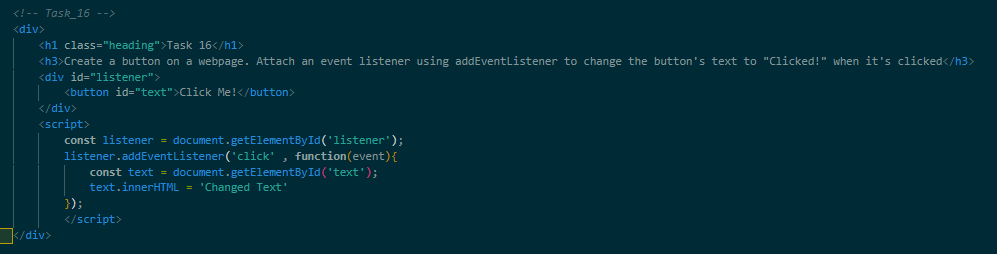 <!-- Task_16 -->
<div>
<h1 class="heading">Task 16</h1>
<h3>Create a button on a webpage. Attach an event listener using addEventListener to change the button's text to "Clicked!" when it's clicked</h3>
<div id="listener">
<button id="text">Click Me!</button>
</div>
<script>
const listener = document.getElementById('listener');
listener.addEventListener('click' , function(event){
const text = document.getElementById('text');
text.innerHTML = 'Changed Text'
});
</script>
</div>